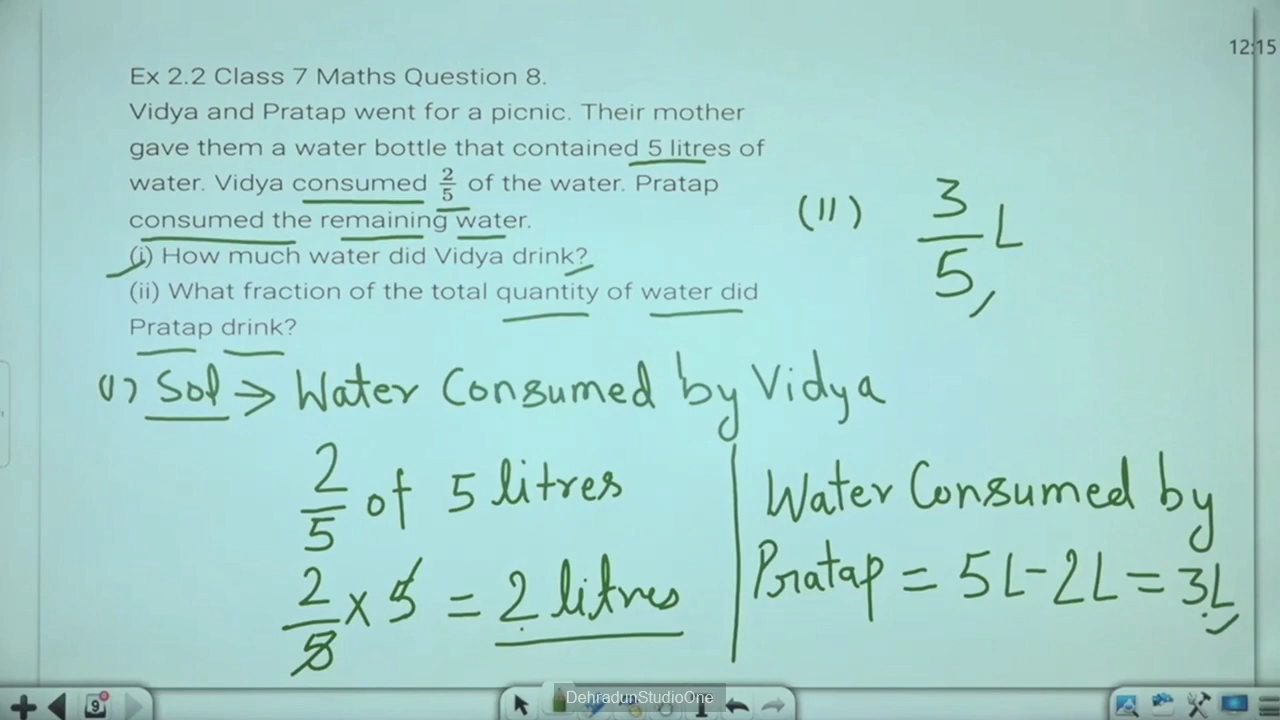 12:15
Ex 2.2 Class 7 Maths Question 8.
Vidya and Pratap went for a picnic. Their mother
gave them a water bottle that contained 5 litres of
water. Vidya consumed 2/5 of the water. Pratap
consumed the remaining water.
(i) How much water did Vidya drink?
(ii) What fraction of the total quantity of water did
Pratap drink?
(II) 3/5 L
(I) Sol → Water Consumed by Vidya
2/5 of 5 litres
2/5 x 5 = 2 litres
Water Consumed by
Pratap = 5L - 2L = 3L
9
DehradunStudioOne